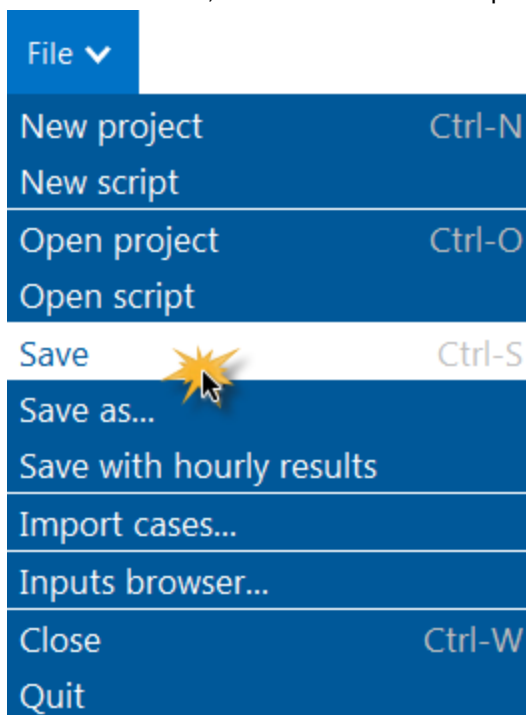 File
New project Ctrl-N
New script
Open project Ctrl-O
Open script
Save Ctrl-S
Save as...
Save with hourly results
Import cases...
Inputs browser...
Close Ctrl-W
Quit